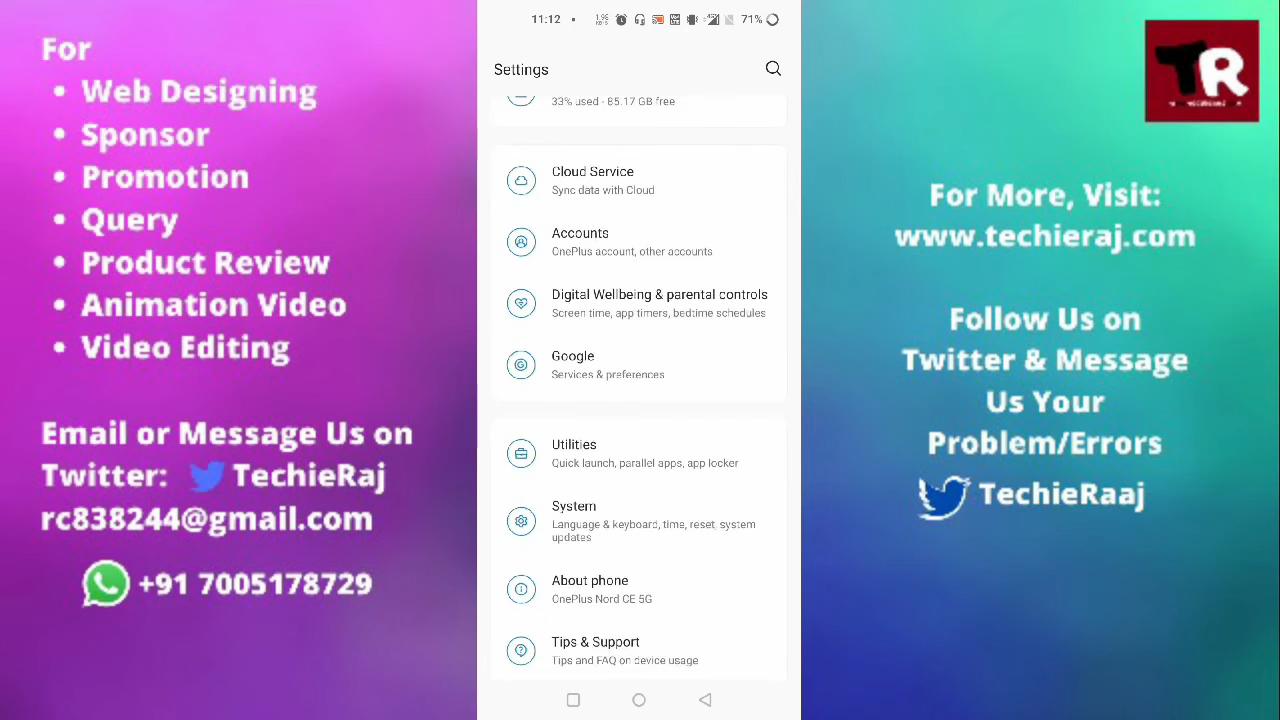 For
• Web Designing
• Sponsor
• Promotion
• Query
• Product Review
• Animation Video
• Video Editing
Email or Message Us on
Twitter: TechieRaj
rc838244@gmail.com
+91 7005178729
11:12
71%
Settings
33% used - 85.17 GB free
Cloud Service
Sync data with Cloud
Accounts
OnePlus account, other accounts
Digital Wellbeing & parental controls
Screen time, app timers, bedtime schedules
Google
Services & preferences
Utilities
Quick launch, parallel apps, app locker
System
Language & keyboard, time, reset, system
updates
About phone
OnePlus Nord CE 5G
Tips & Support
Tips and FAQ on device usage
TR
For More, Visit:
www.techieraj.com
Follow Us on
Twitter & Message
Us Your
Problem/Errors
TechieRaaj